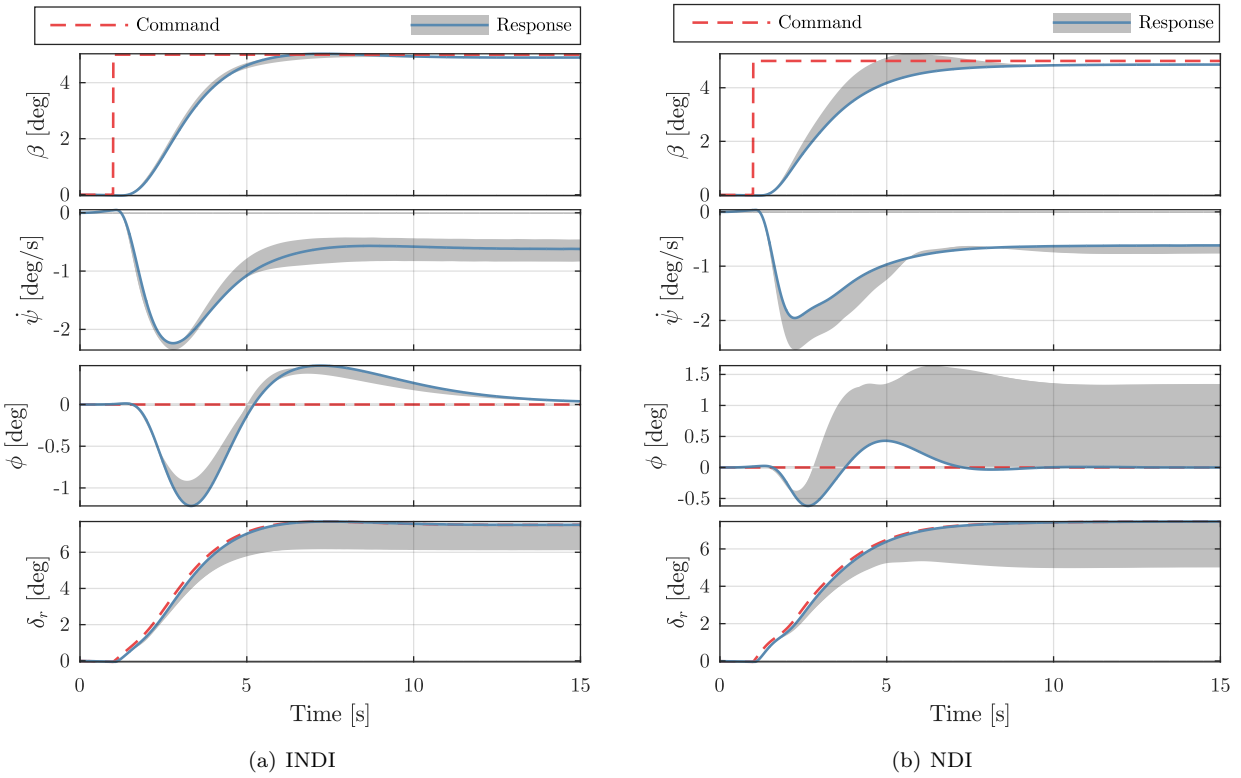 Command Response
β [deg]
4
2
0
ψ̇ [deg/s]
0
-1
-2
ϕ [deg]
0
-0.5
-1
δr [deg]
6
4
2
0
0 5 10 15
Time [s]
(a) INDI
Command Response
β [deg]
4
2
0
ψ̇ [deg/s]
0
-1
-2
ϕ [deg]
1.5
1
0.5
0
-0.5
δr [deg]
6
4
2
0
0 5 10 15
Time [s]
(b) NDI